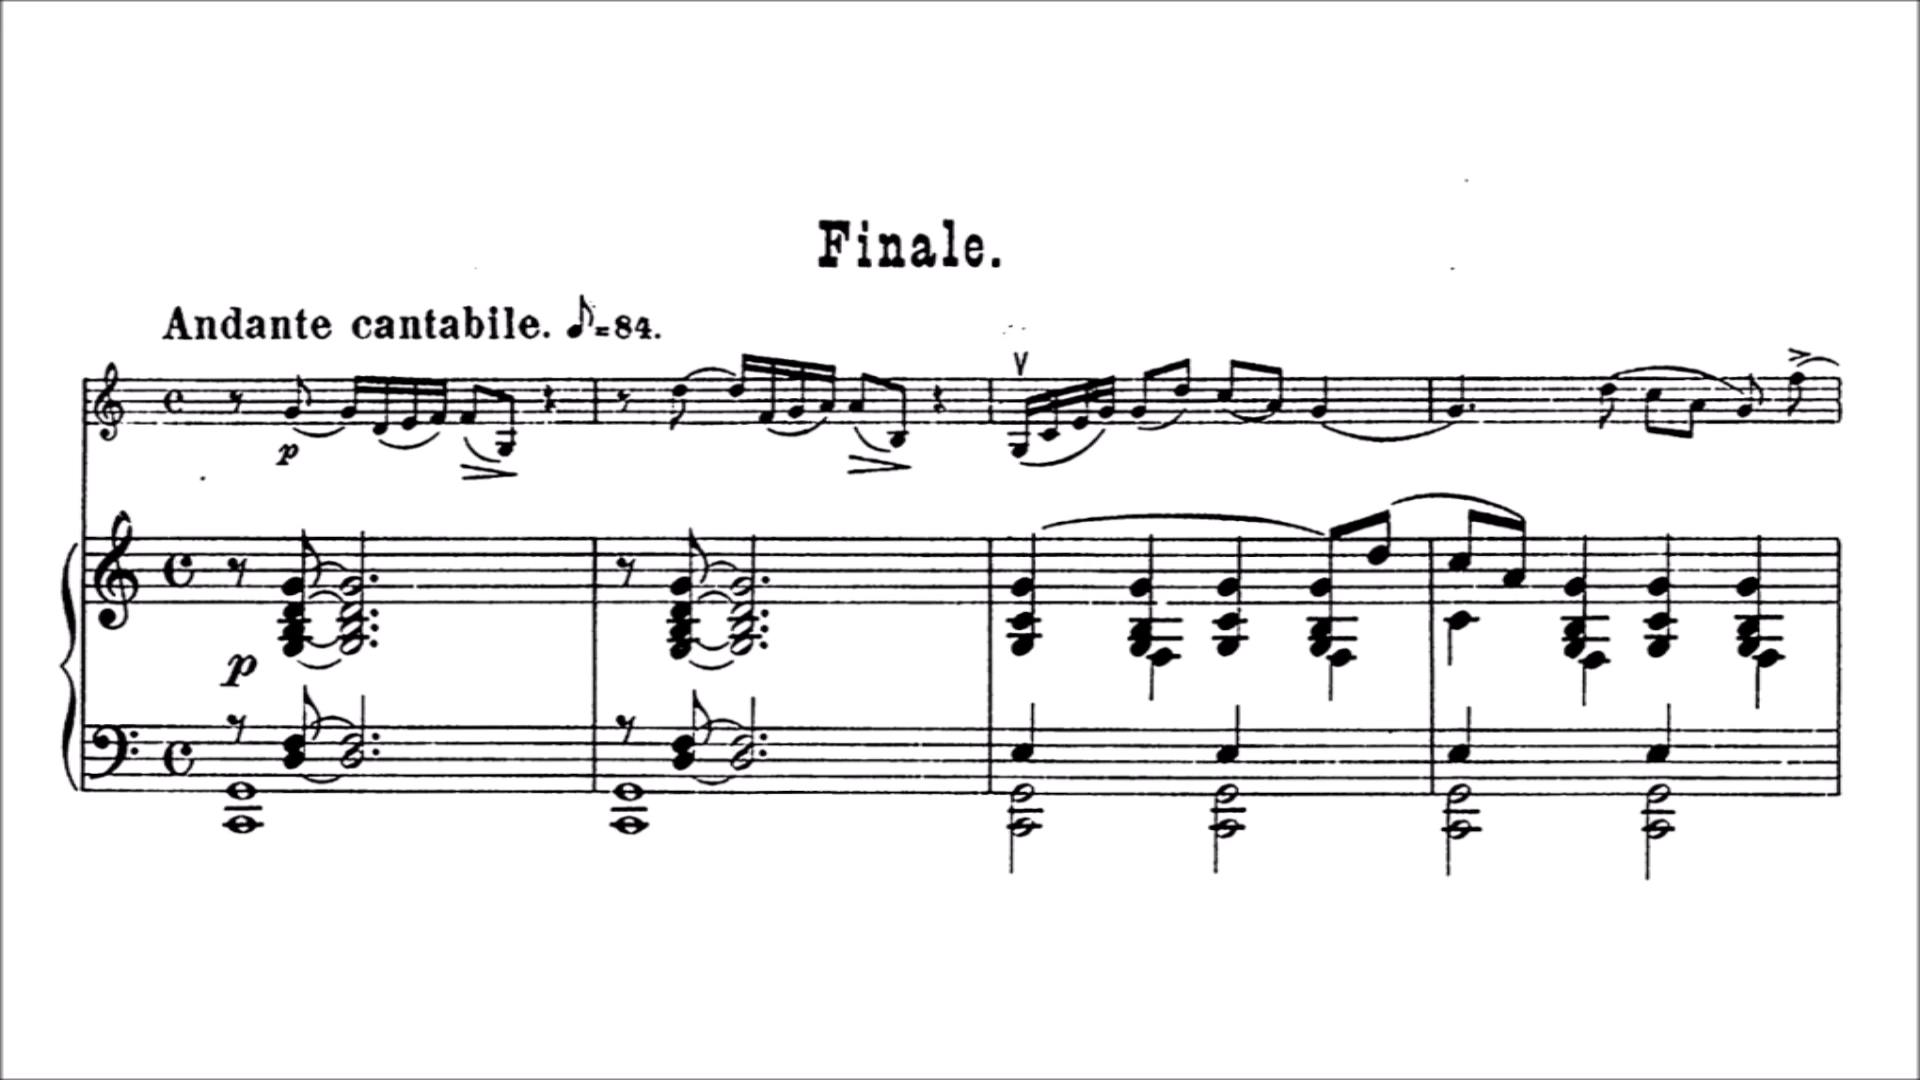 Finale.
Andante cantabile. ♪=84.
p
p